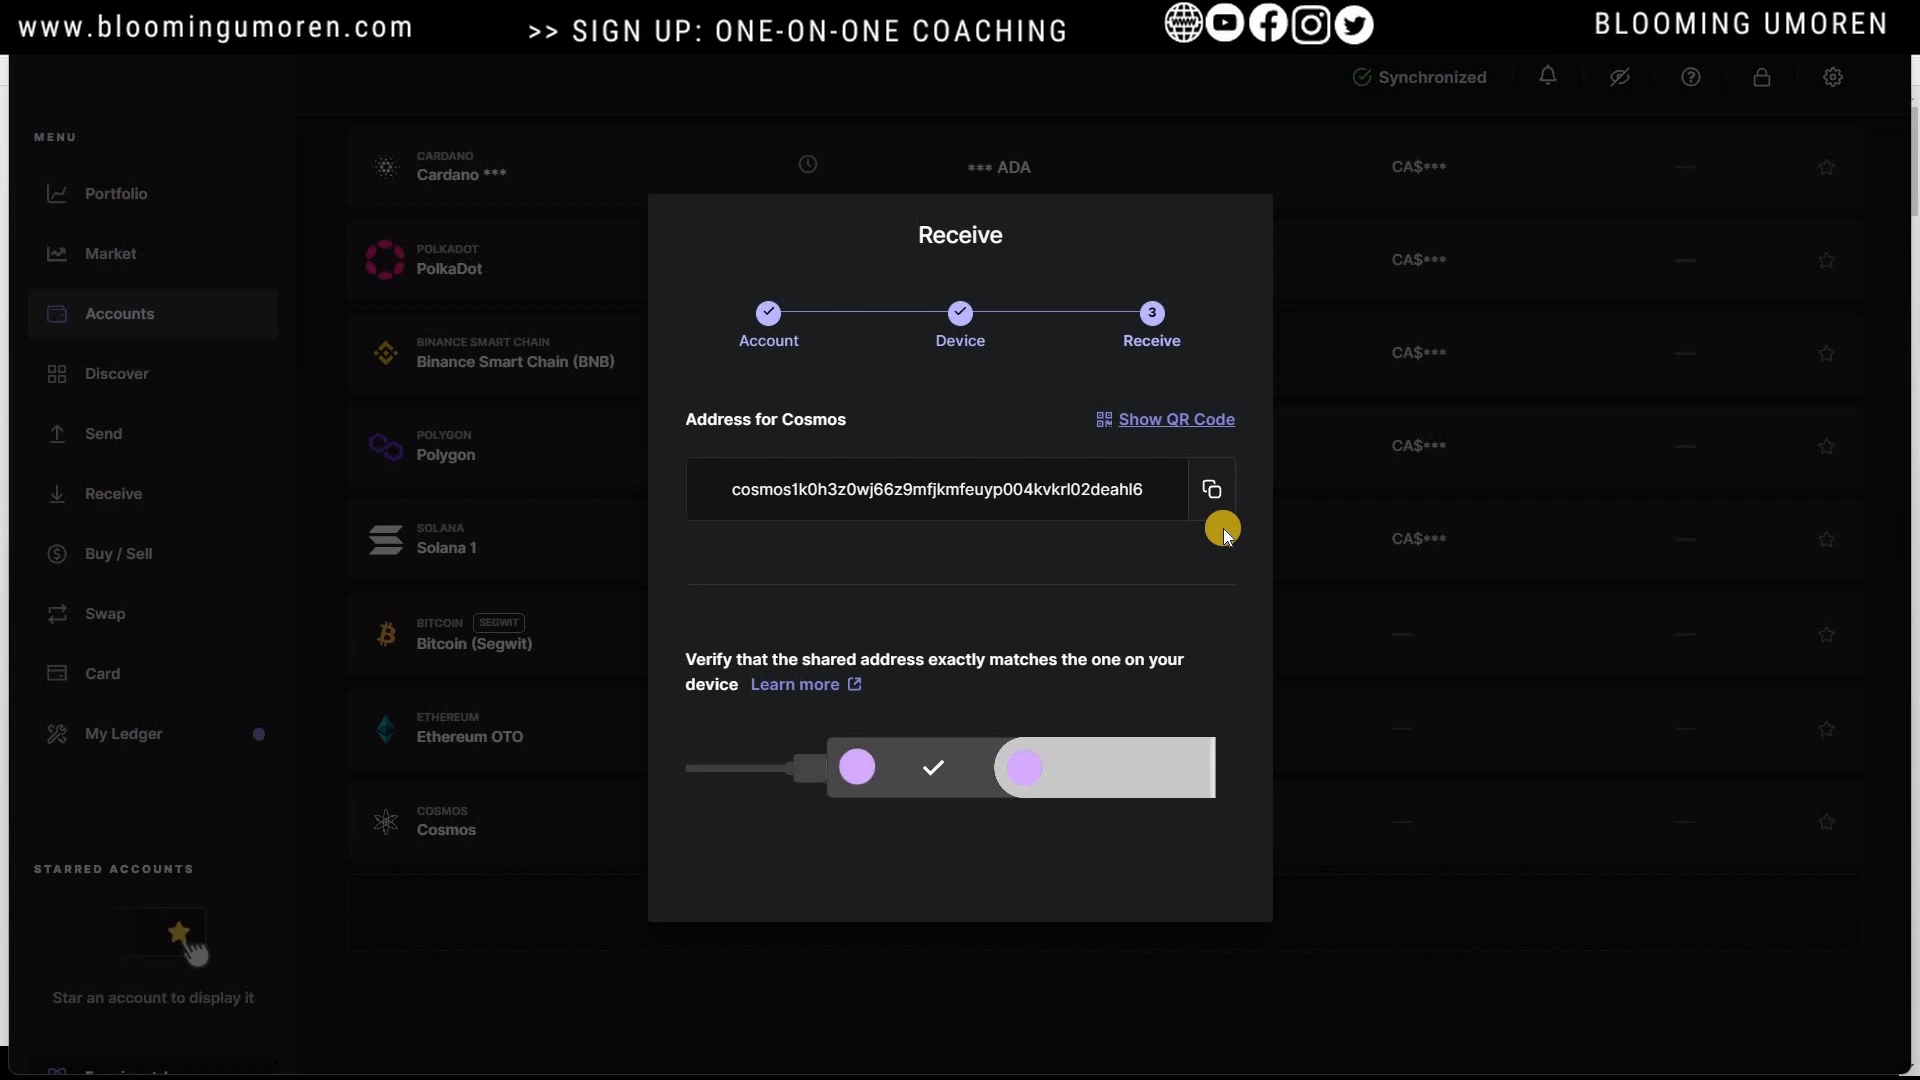 www.bloomingumoren.com
>> SIGN UP: ONE-ON-ONE COACHING
BLOOMING UMOREN
Synchronized
MENU
Portfolio
Market
Accounts
Discover
Send
Receive
Buy / Sell
Swap
Card
My Ledger
STARRED ACCOUNTS
Star an account to display it
CARDANO
Cardano ***
*** ADA
CA$***
POLKADOT
PolkaDot
CA$***
BINANCE SMART CHAIN
Binance Smart Chain (BNB)
CA$***
POLYGON
Polygon
CA$***
SOLANA
Solana 1
CA$***
BITCOIN SEGWIT
Bitcoin (Segwit)
ETHEREUM
Ethereum OTO
COSMOS
Cosmos
Receive
3
Account Device Receive
Address for Cosmos Show QR Code
cosmos1k0h3z0wj66z9mfjkmfeuyp004kvkrl02deahl6
Verify that the shared address exactly matches the one on your
device Learn more